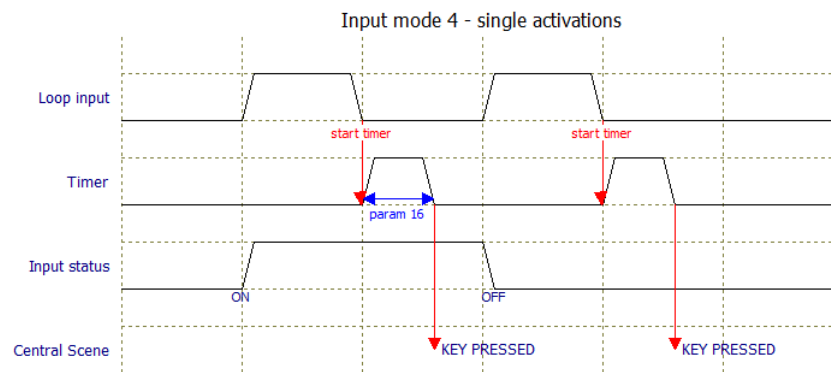 Input mode 4 - single activations
Loop input
start timer
start timer
Timer
param 16
Input status
ON
OFF
Central Scene
KEY PRESSED
KEY PRESSED